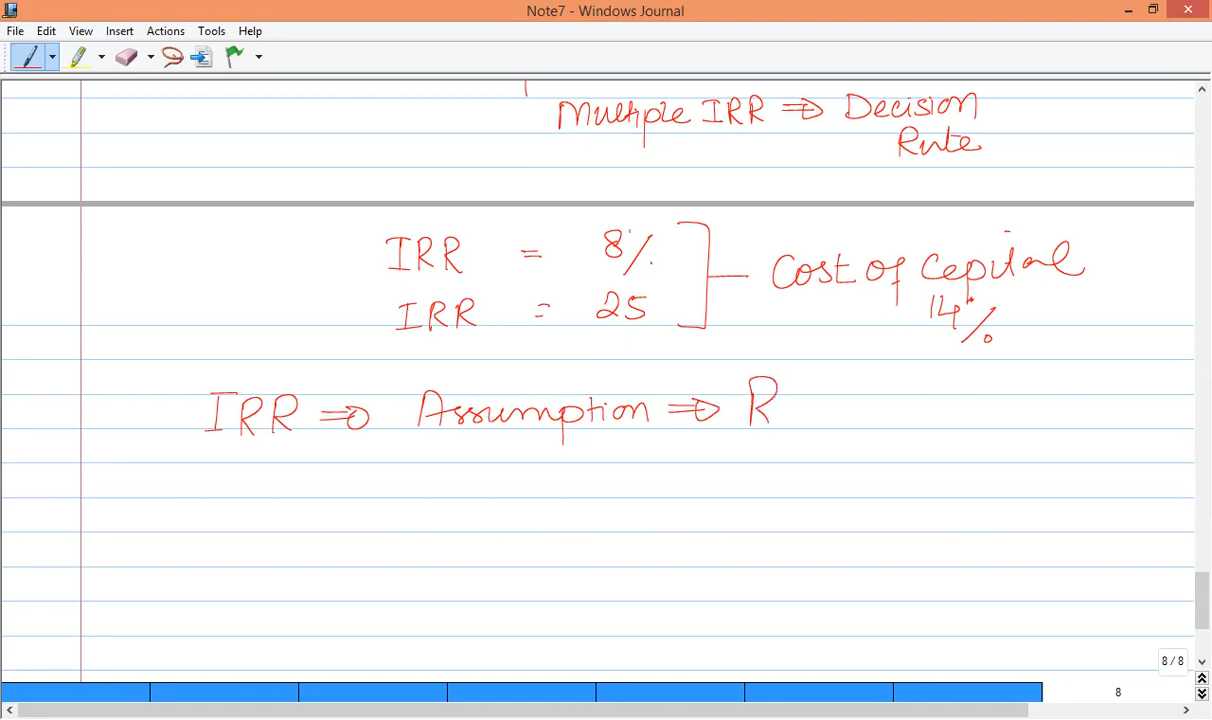 Note7 - Windows Journal
File Edit View Insert Actions Tools Help
Multiple IRR ⇒ Decision
Rule
IRR = 8%
IRR = 25
Cost of Capital
14%
IRR ⇒ Assumption ⇒ R
8 / 8
8